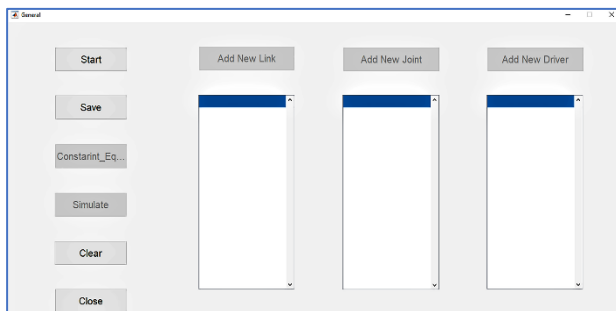 General
Start
Add New Link
Add New Joint
Add New Driver
Save
Constarint_Eq...
Simulate
Clear
Close